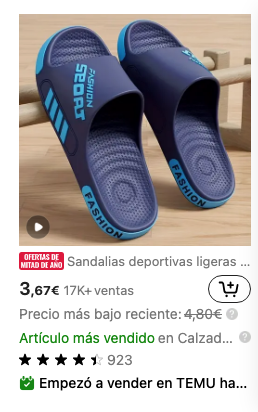 FASHION
SPORT
FASHION
FASHION
OFERTAS DE
MITAD DE AÑO
Sandalias deportivas ligeras ...
3,67€ 17K+ventas
Precio más bajo reciente: 4,80€
Artículo más vendido en Calzad...
923
Empezó a vender en TEMU ha...